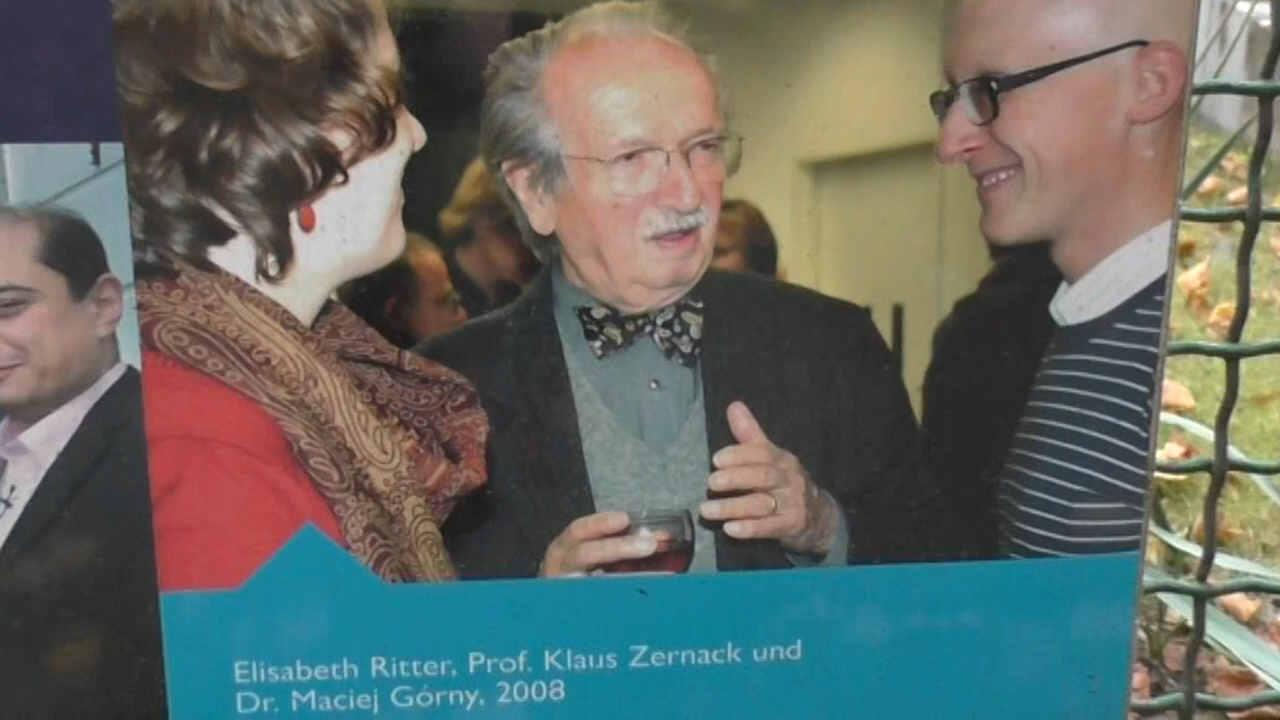 Elisabeth Ritter, Prof. Klaus Zernack und
Dr. Maciej Górny, 2008